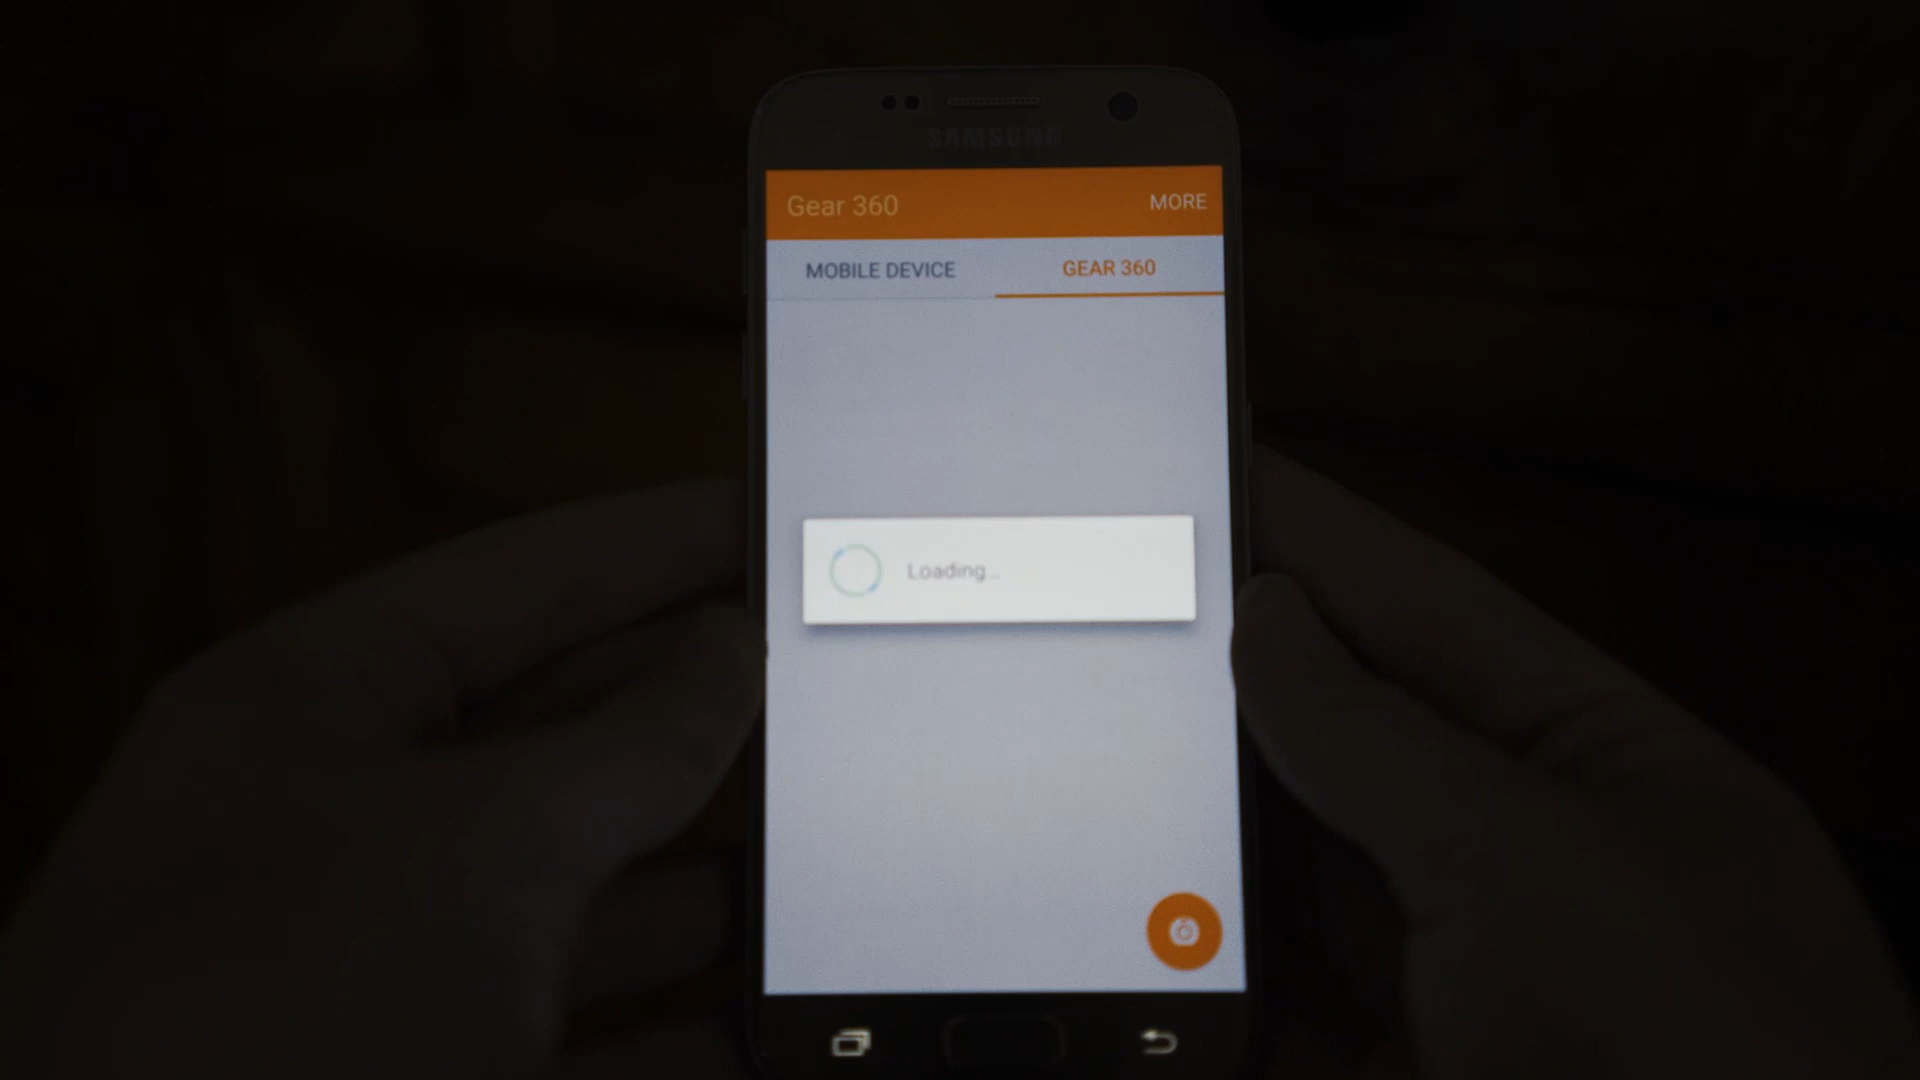 SAMSUNG
Gear 360
MORE
MOBILE DEVICE
GEAR 360
Loading...